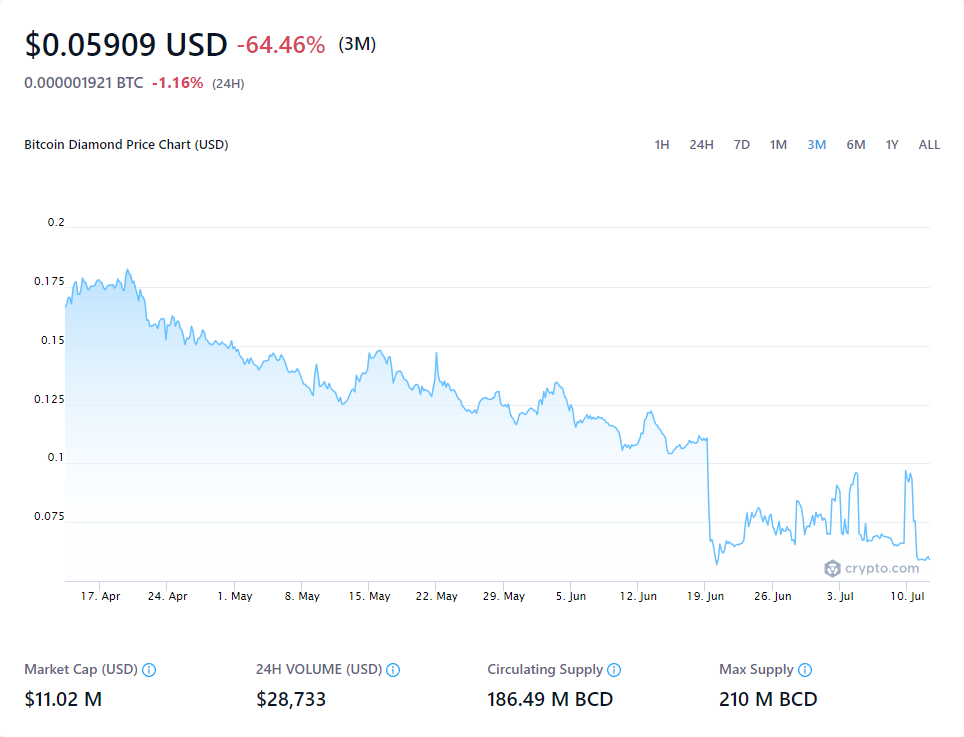 $0.05909 USD -64.46% (3M)
0.000001921 BTC -1.16% (24H)
Bitcoin Diamond Price Chart (USD)
1H 24H 7D 1M 3M 6M 1Y ALL
0.2
0.175
0.15
0.125
0.1
0.075
crypto.com
17. Apr 24. Apr 1. May 8. May 15. May 22. May 29. May 5. Jun 12. Jun 19. Jun 26. Jun 3. Jul 10. Jul
Market Cap (USD) 24H VOLUME (USD) Circulating Supply Max Supply
$11.02 M $28,733 186.49 M BCD 210 M BCD